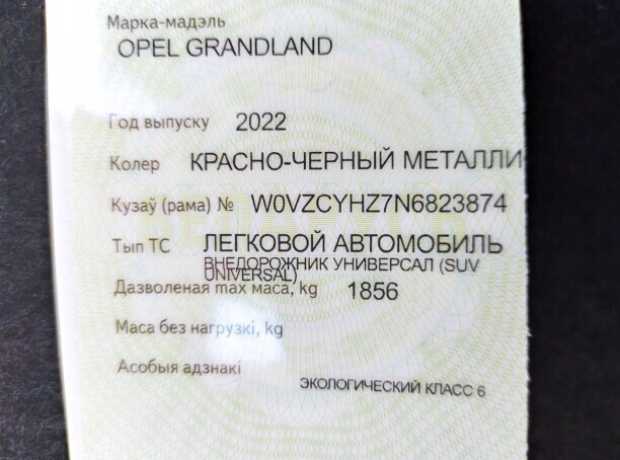 Марка-мадэль
OPEL GRANDLAND
Год выпуску 2022
Колер КРАСНО-ЧЕРНЫЙ МЕТАЛЛИ
Кузаў (рама) № W0VZCYHZ7N6823874
Тып ТС ЛЕГКОВОЙ АВТОМОБИЛЬ
ВНЕДОРОЖНИК УНИВЕРСАЛ (SUV
UNIVERSAL)
Дазволеная max маса, kg 1856
Маса без нагрузкі, kg
Асобыя адзнакі
ЭКОЛОГИЧЕСКИЙ КЛАСС 6